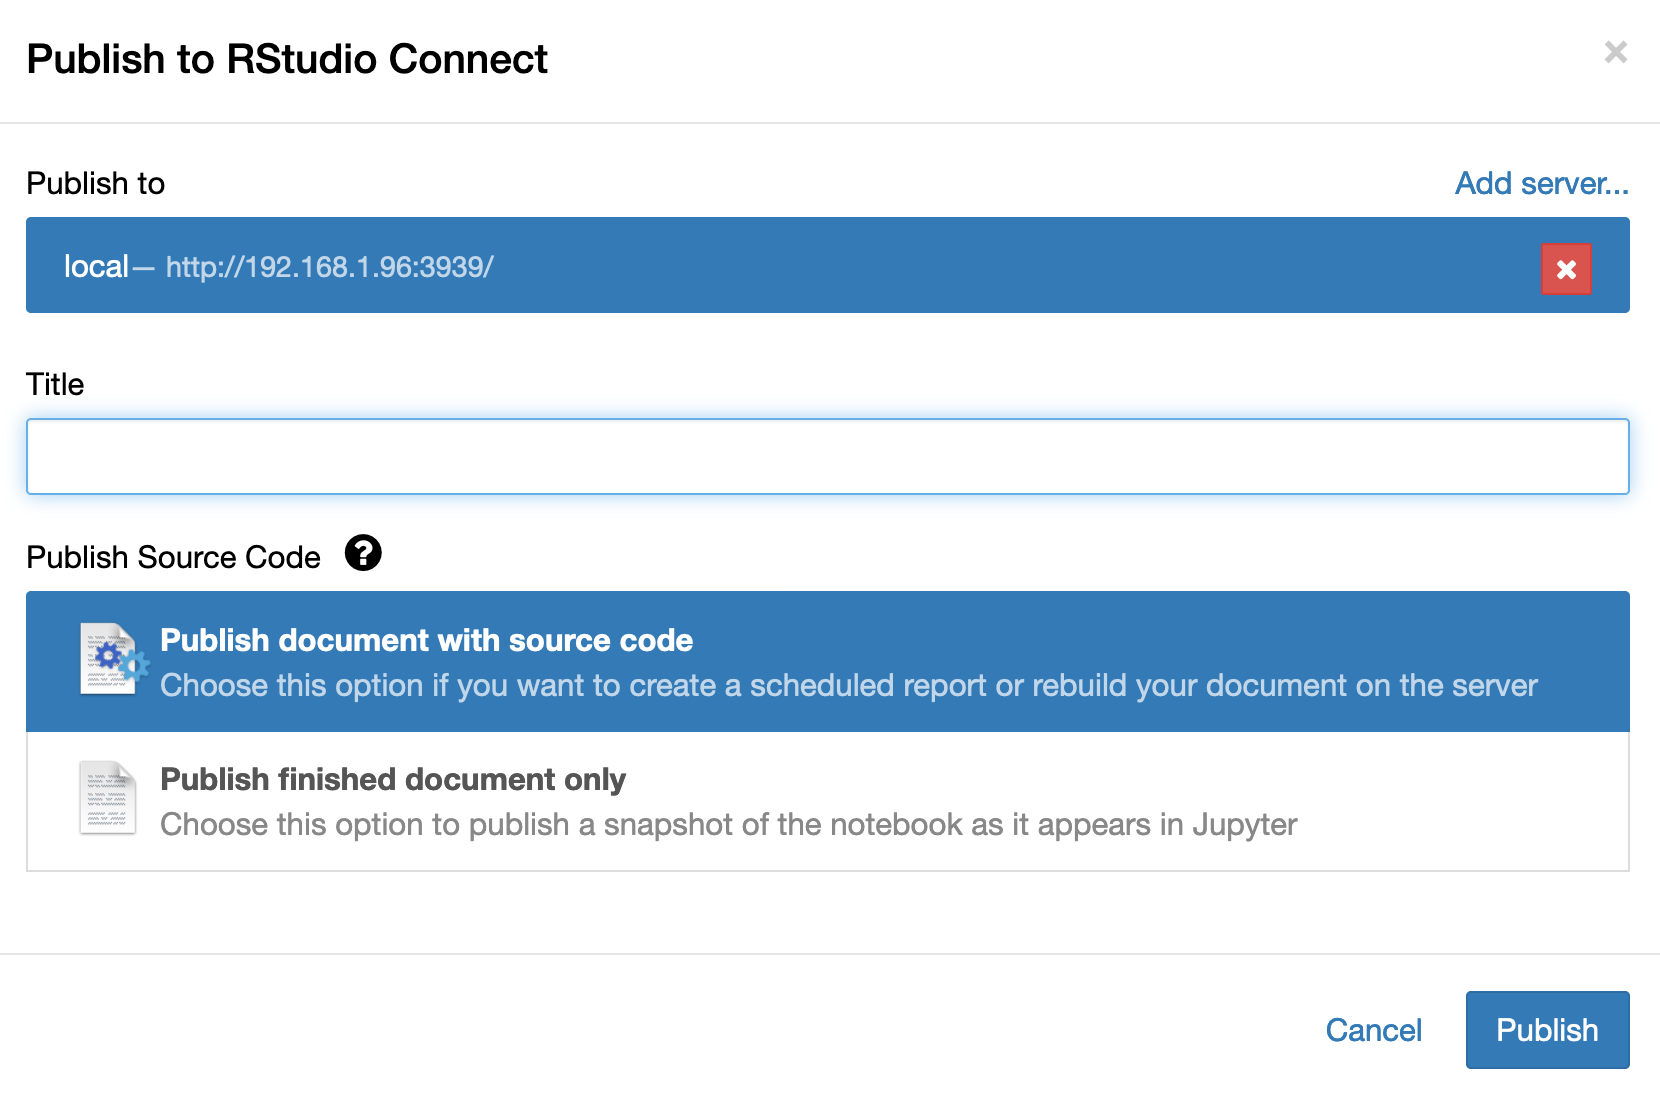 Publish to RStudio Connect
Publish to
Add server...
local— http://192.168.1.96:3939/
Title
Publish Source Code
Publish document with source code
Choose this option if you want to create a scheduled report or rebuild your document on the server
Publish finished document only
Choose this option to publish a snapshot of the notebook as it appears in Jupyter
Cancel
Publish